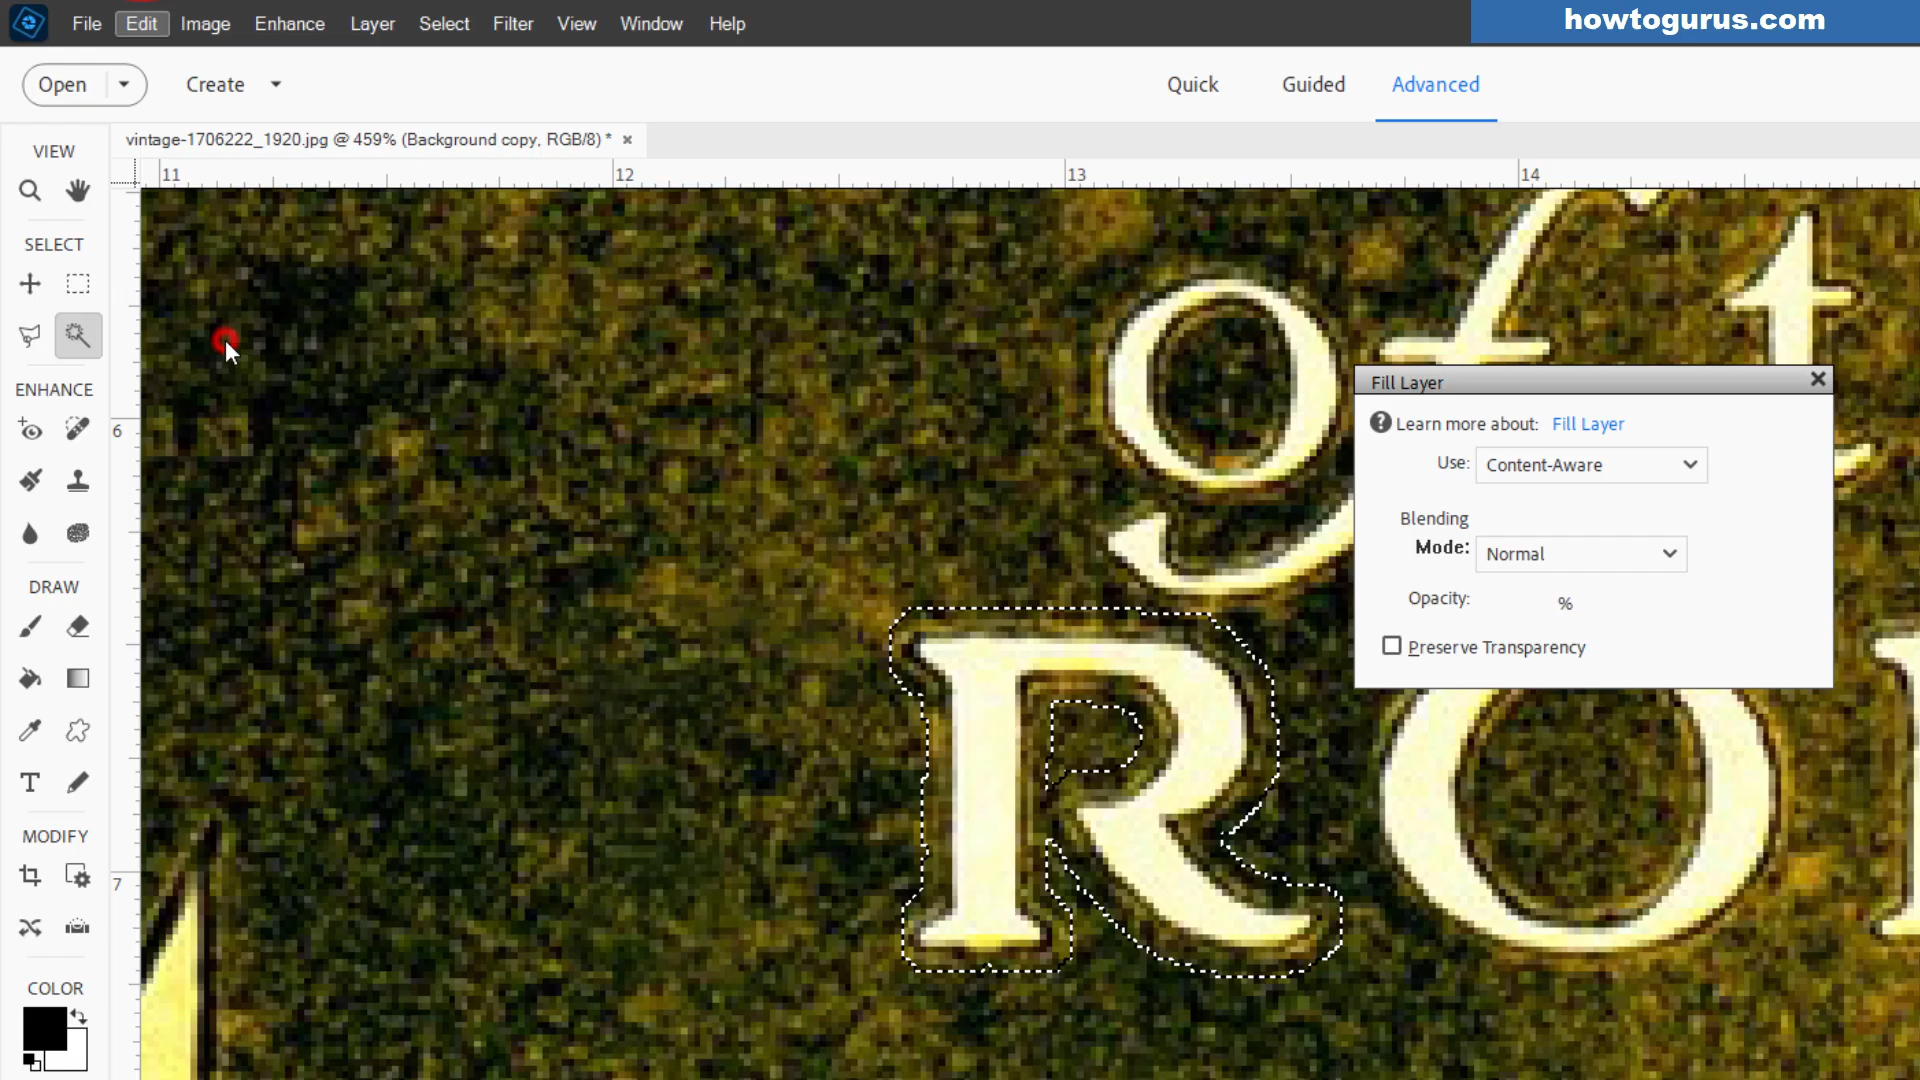 File Edit Image Enhance Layer Select Filter View Window Help
howtogurus.com
Open Create Quick Guided Advanced
VIEW
vintage-1706222_1920.jpg @ 459% (Background copy, RGB/8) *
11 12 13 14
SELECT
of t
ENHANCE
Fill Layer
Learn more about: Fill Layer
6
Use: Content-Aware
Blending
Mode: Normal
DRAW
Opacity: %
Preserve Transparency
RO
MODIFY
7
COLOR